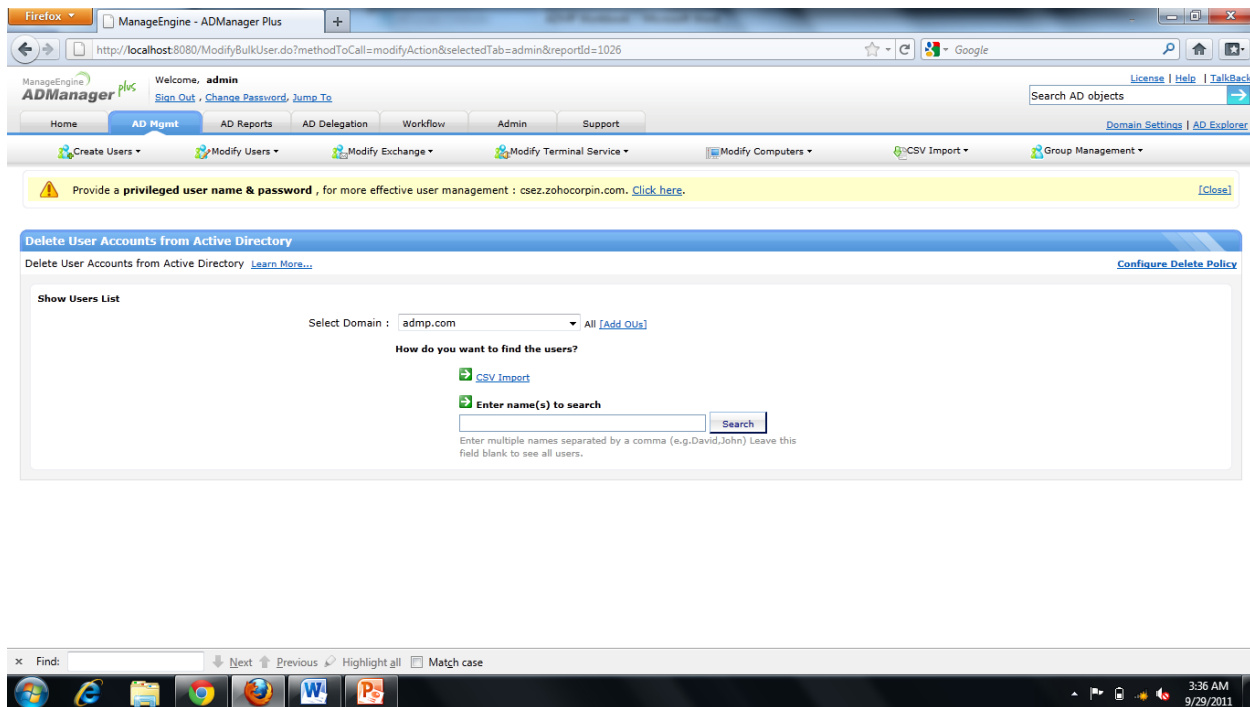 Firefox
ManageEngine - ADManager Plus
http://localhost:8080/ModifyBulkUser.do?methodToCall=modifyAction&selectedTab=admin&reportId=1026
Google
ManageEngine
ADManager plus
Welcome, admin
Sign Out , Change Password, Jump To
License | Help | TalkBack
Search AD objects
Home AD Mgmt AD Reports AD Delegation Workflow Admin Support
Domain Settings | AD Explorer
Create Users Modify Users Modify Exchange Modify Terminal Service Modify Computers CSV Import Group Management
Provide a privileged user name & password , for more effective user management : csez.zohocorpin.com. Click here. [Close]
Delete User Accounts from Active Directory
Delete User Accounts from Active Directory Learn More... Configure Delete Policy
Show Users List
Select Domain : admp.com All [Add OUs]
How do you want to find the users?
CSV Import
Enter name(s) to search
Search
Enter multiple names separated by a comma (e.g.David,John) Leave this
field blank to see all users.
× Find: Next Previous Highlight all Match case
3:36 AM
9/29/2011